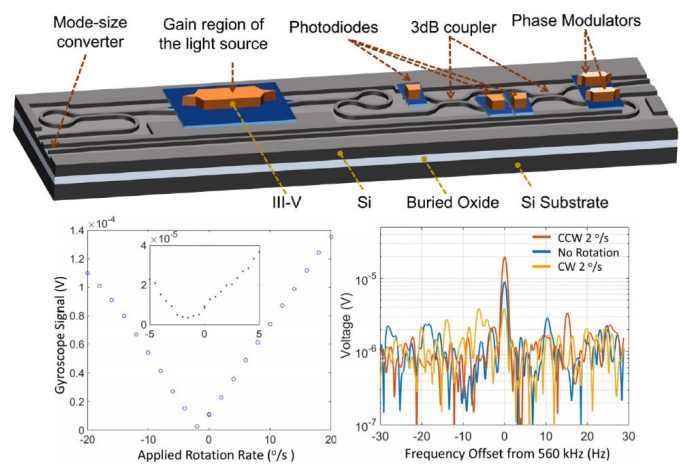 Mode-size
converter
Gain region of
the light source
Photodiodes
3dB coupler
Phase Modulators
III-V
Si
Buried Oxide
Si Substrate
1.4 ×10⁻⁴
1.2
1
0.8
0.6
0.4
0.2
0
Gyroscope Signal (V)
-20
-10
0
10
20
Applied Rotation Rate (°/s )
4 ×10⁻⁵
2
0
-5
0
5
CCW 2 °/s
No Rotation
CW 2 °/s
10⁻⁵
10⁻⁶
10⁻⁷
Voltage (V)
-30
-20
-10
0
10
20
30
Frequency Offset from 560 kHz (Hz)